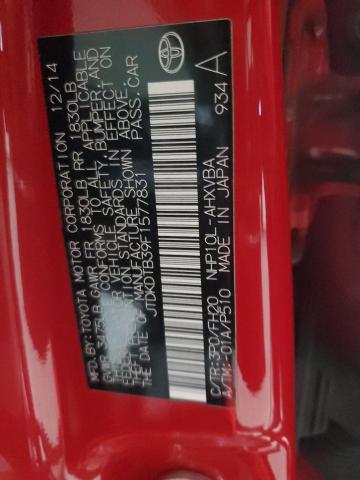 MFD. BY: TOYOTA MOTOR CORPORATION 12/14
GVWR 3475LB GAWR FR 1830LB RR 1830LB
THIS VEHICLE CONFORMS TO ALL APPLICABLE
FEDERAL MOTOR VEHICLE SAFETY, BUMPER, AND
THEFT PREVENTION STANDARDS IN EFFECT ON
THE DATE OF MANUFACTURE SHOWN ABOVE.
JTDKDTB39F1577837 PASS. CAR
C/TR:3P0/FH20 NHP10L-AHXVBA 934 A
A/TM:-01A/P510 MADE IN JAPAN